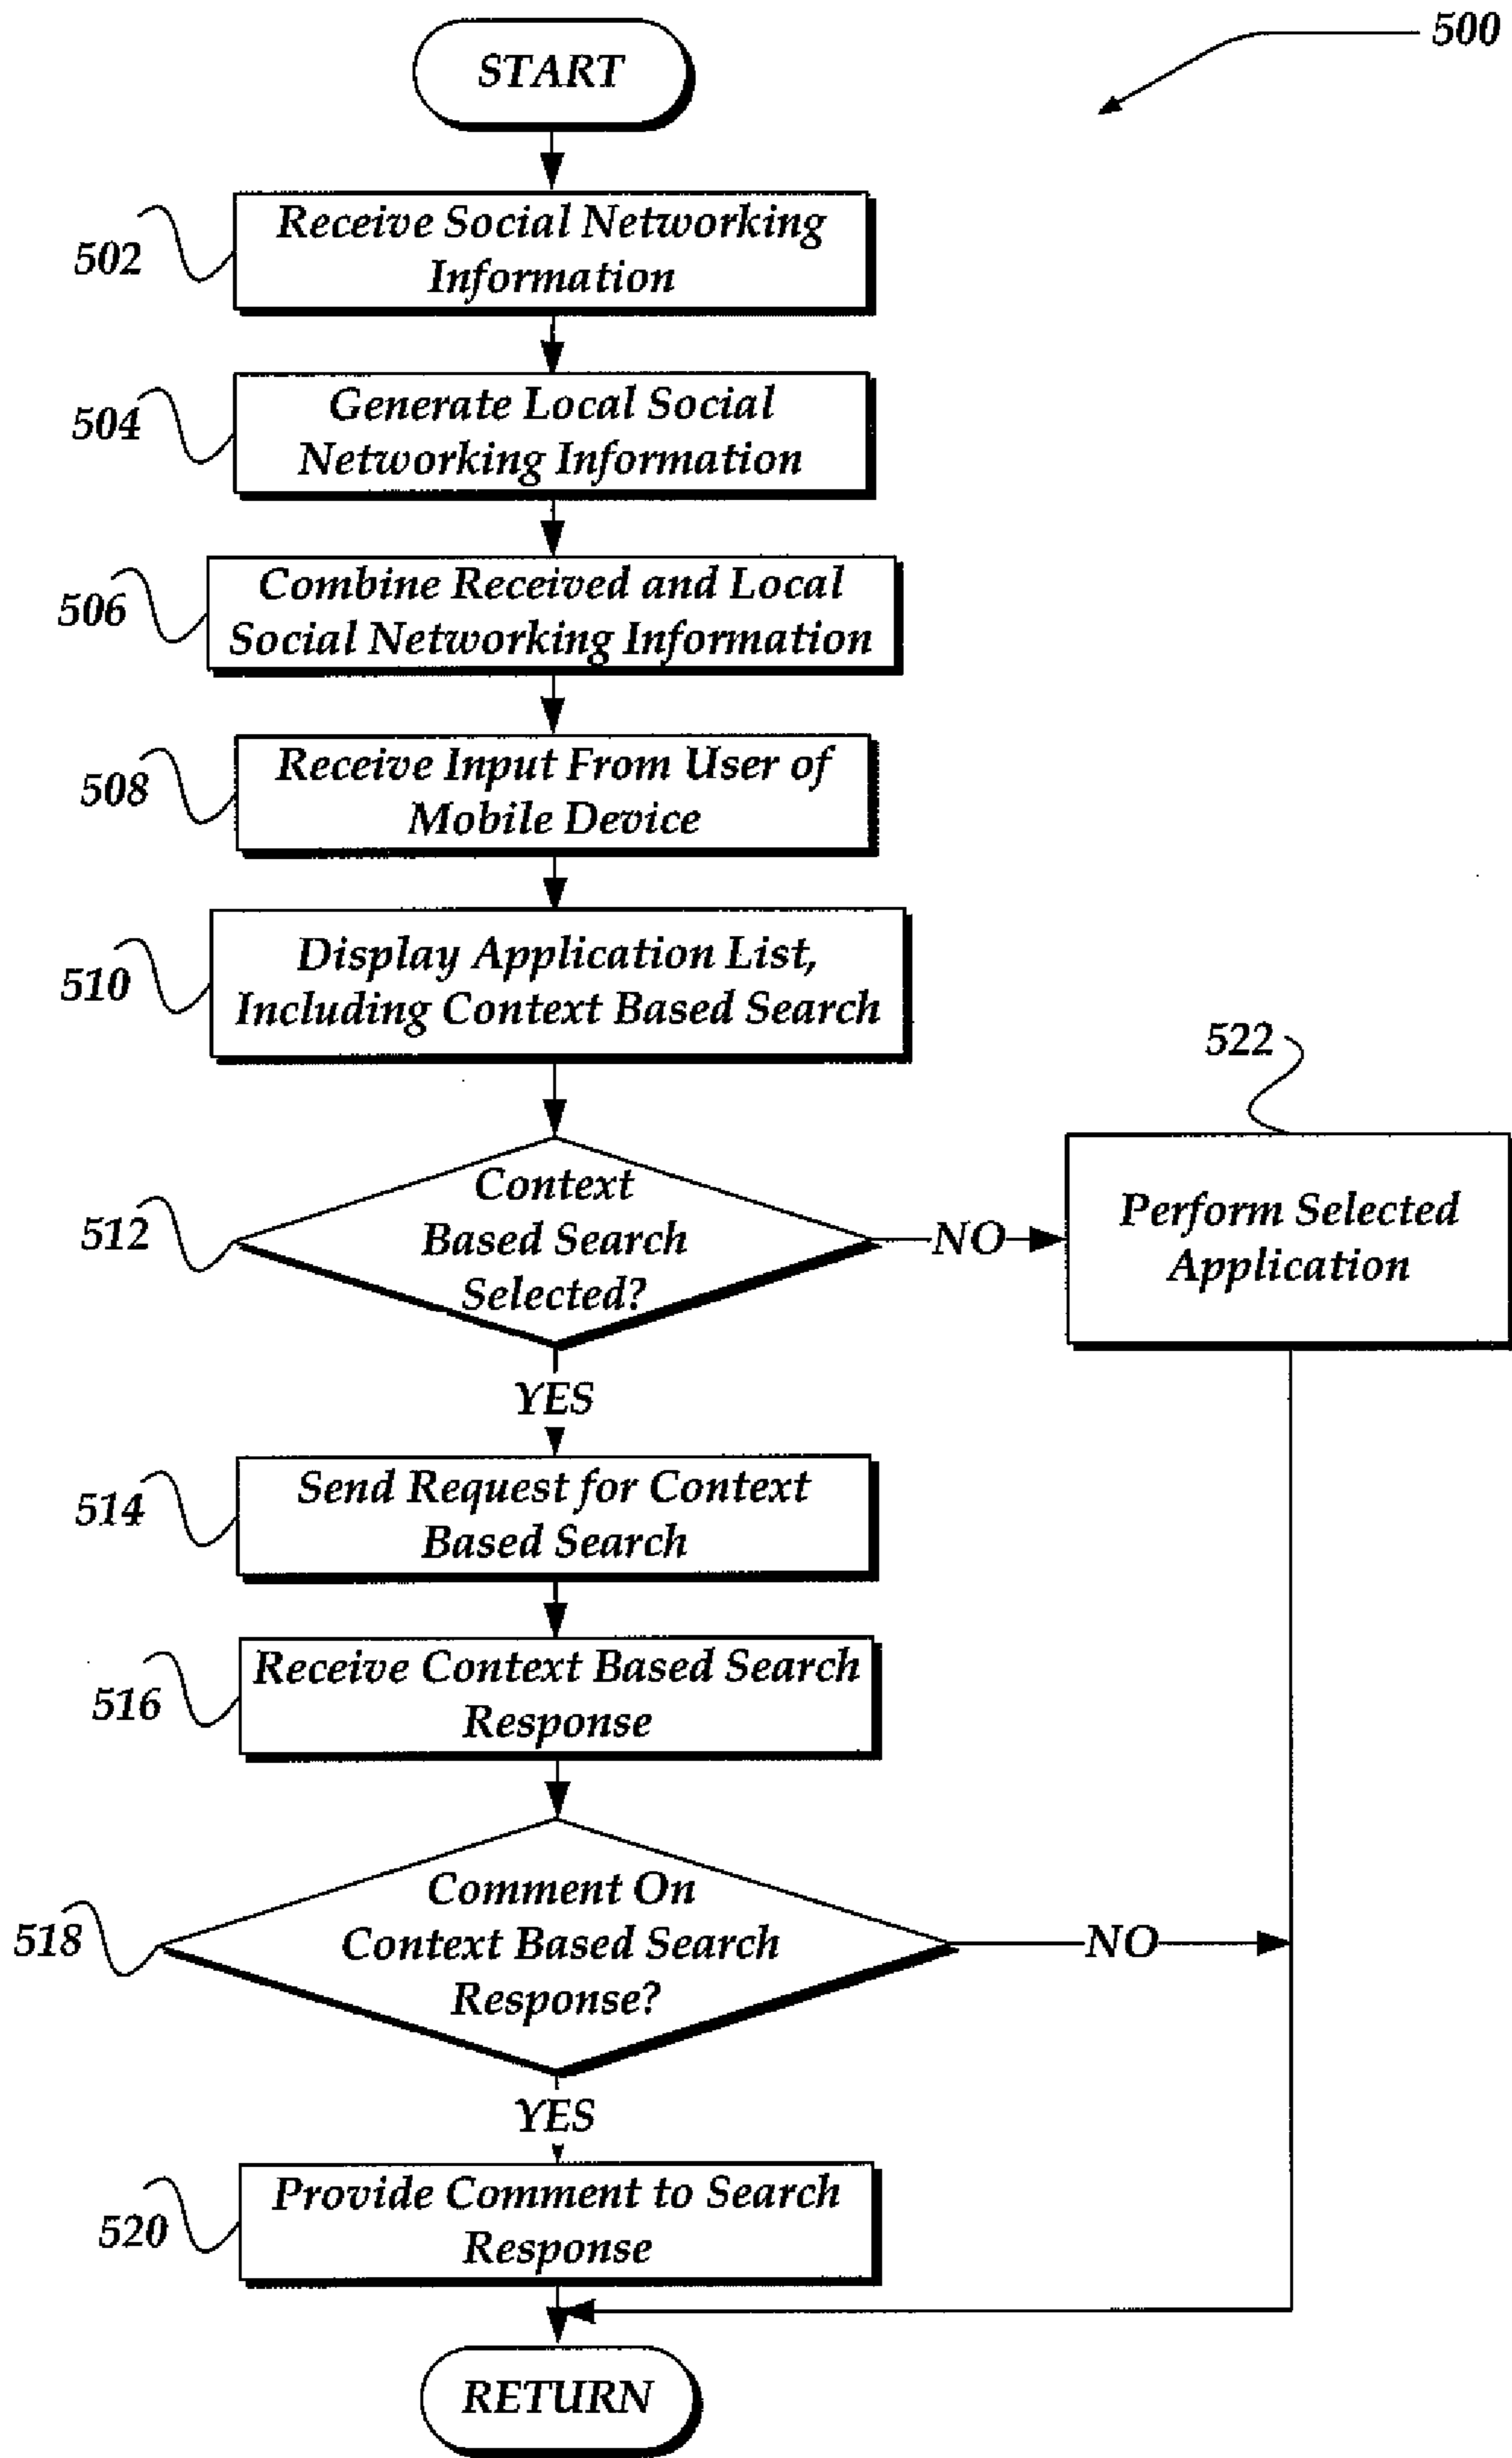 START
500
502
Receive Social Networking
Information
504
Generate Local Social
Networking Information
506
Combine Received and Local
Social Networking Information
508
Receive Input From User of
Mobile Device
510
Display Application List,
Including Context Based Search
512
Context
Based Search
Selected?
NO
522
Perform Selected
Application
YES
514
Send Request for Context
Based Search
516
Receive Context Based Search
Response
518
Comment On
Context Based Search
Response?
NO
YES
520
Provide Comment to Search
Response
RETURN